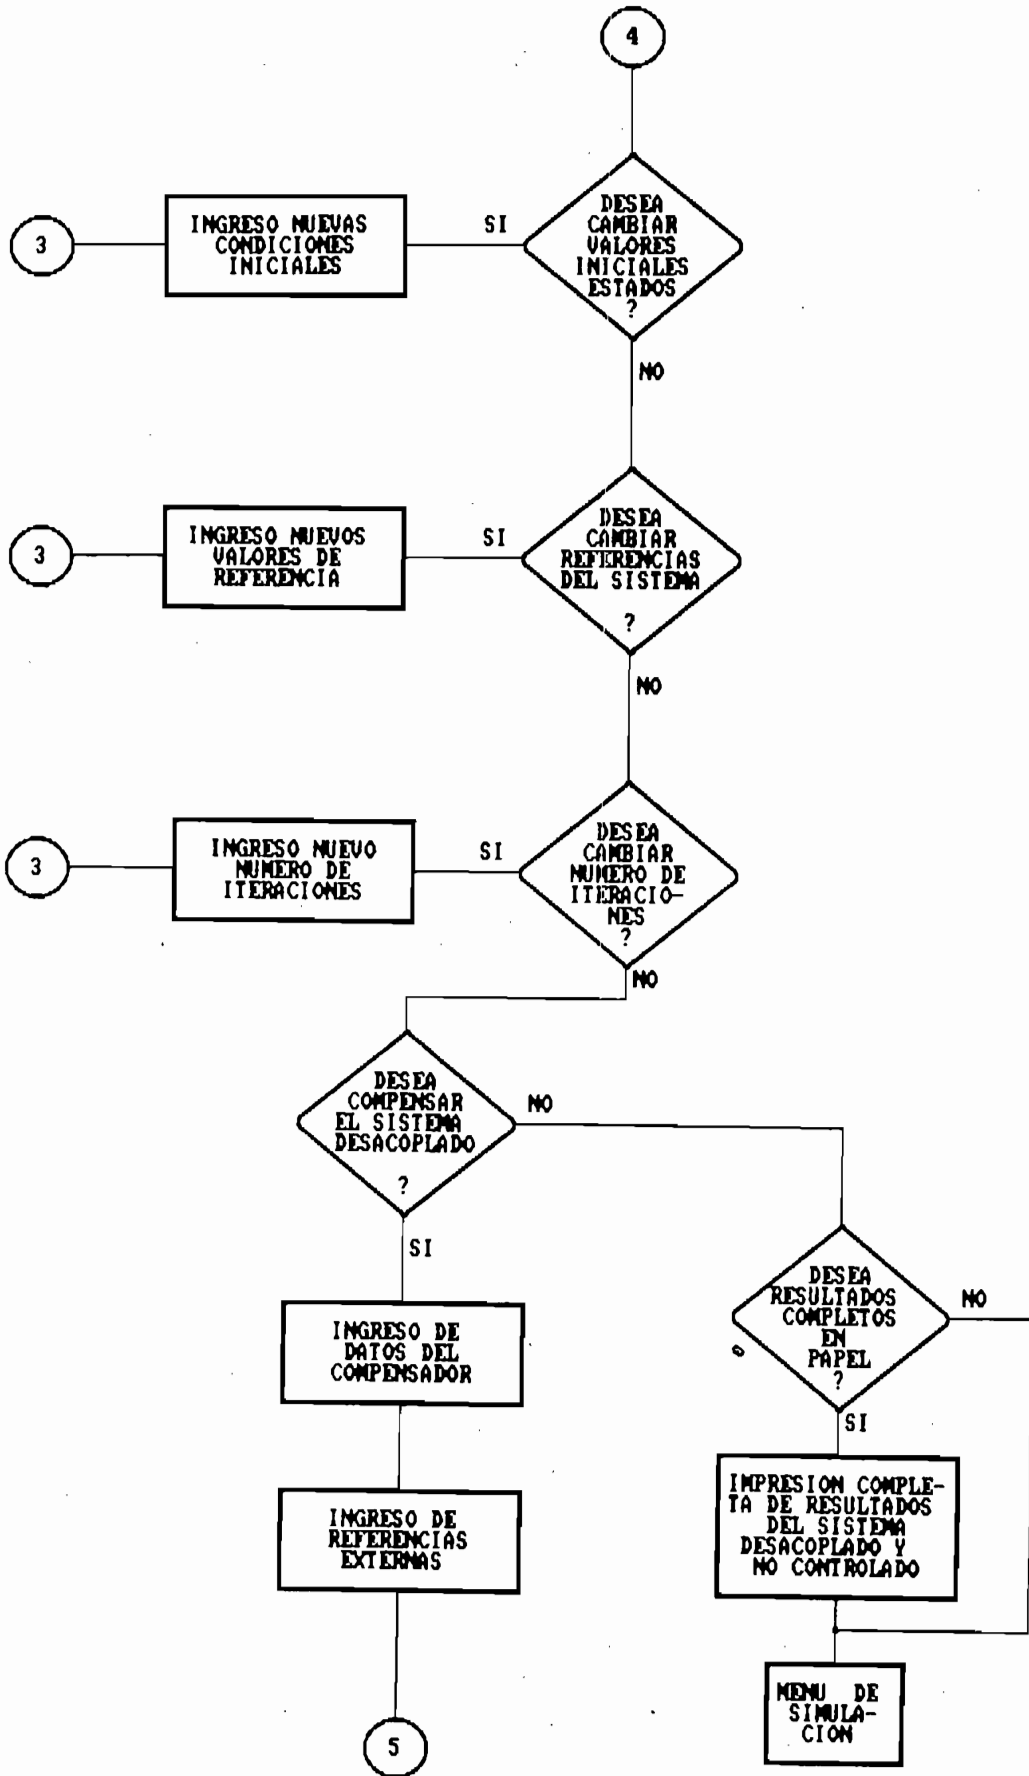 4
DESEA
CAMBIAR
VALORES
INICIALES
ESTADOS
?
SI
INGRESO NUEVAS
CONDICIONES
INICIALES
3
NO
DESEA
CAMBIAR
REFERENCIAS
DEL SISTEMA
?
SI
INGRESO NUEVOS
VALORES DE
REFERENCIA
3
NO
DESEA
CAMBIAR
NUMERO DE
ITERACIO-
NES
?
SI
INGRESO NUEVO
NUMERO DE
ITERACIONES
3
NO
DESEA
COMPENSAR
EL SISTEMA
DESACOPLADO
?
NO
SI
INGRESO DE
DATOS DEL
COMPENSADOR
INGRESO DE
REFERENCIAS
EXTERNAS
5
DESEA
RESULTADOS
COMPLETOS
EN
PAPEL
?
NO
SI
IMPRESION COMPLE-
TA DE RESULTADOS
DEL SISTEMA
DESACOPLADO Y
NO CONTROLADO
MENU DE
SIMULA-
CION